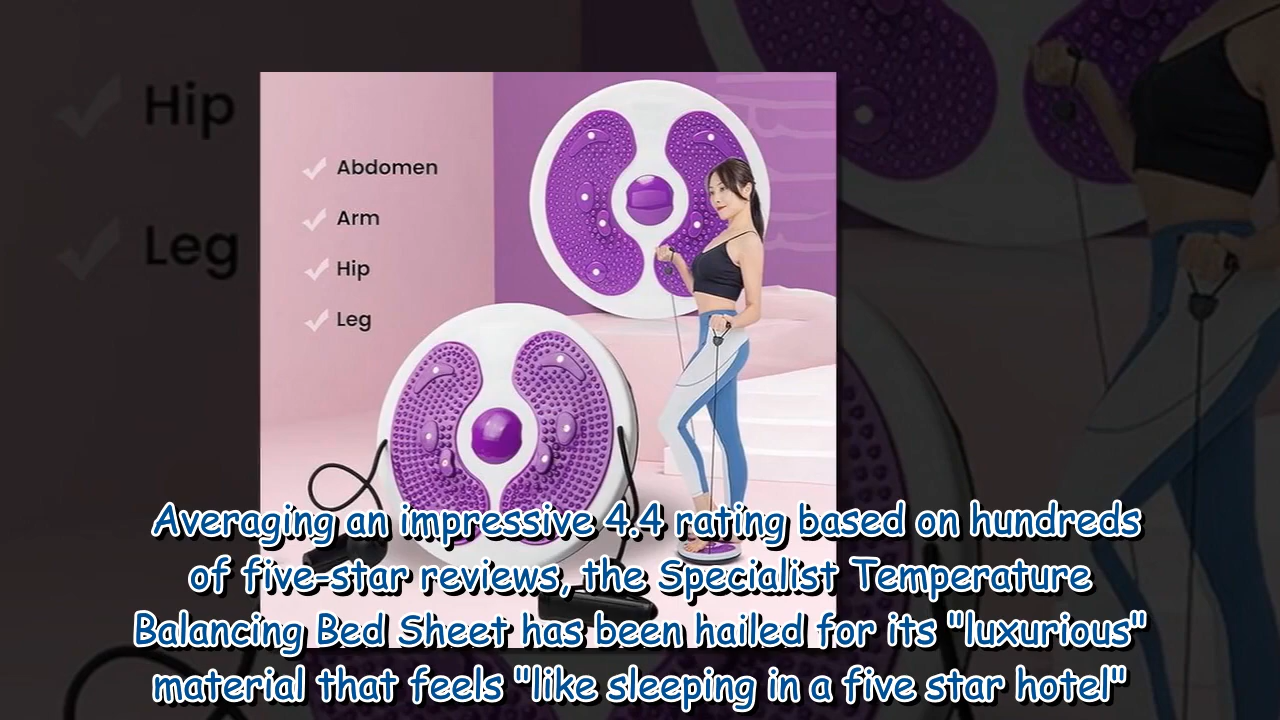 Hip
Leg
Abdomen
Arm
Hip
Leg
Averaging an impressive 4.4 rating based on hundreds
of five-star reviews, the Specialist Temperature
Balancing Bed Sheet has been hailed for its "luxurious"
material that feels "like sleeping in a five star hotel"